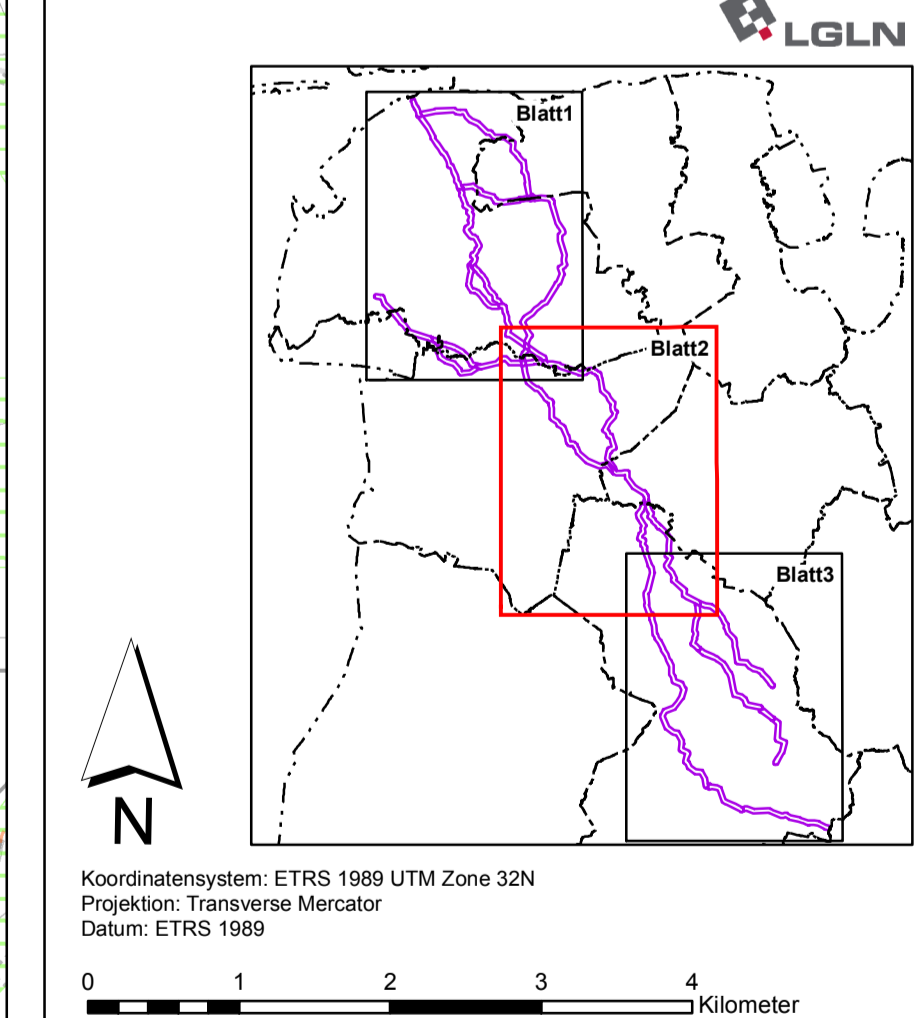 LGLN
Blatt1
Blatt2
Blatt3
N
Koordinatensystem: ETRS 1989 UTM Zone 32N
Projektion: Transverse Mercator
Datum: ETRS 1989
0 1 2 3 4
Kilometer